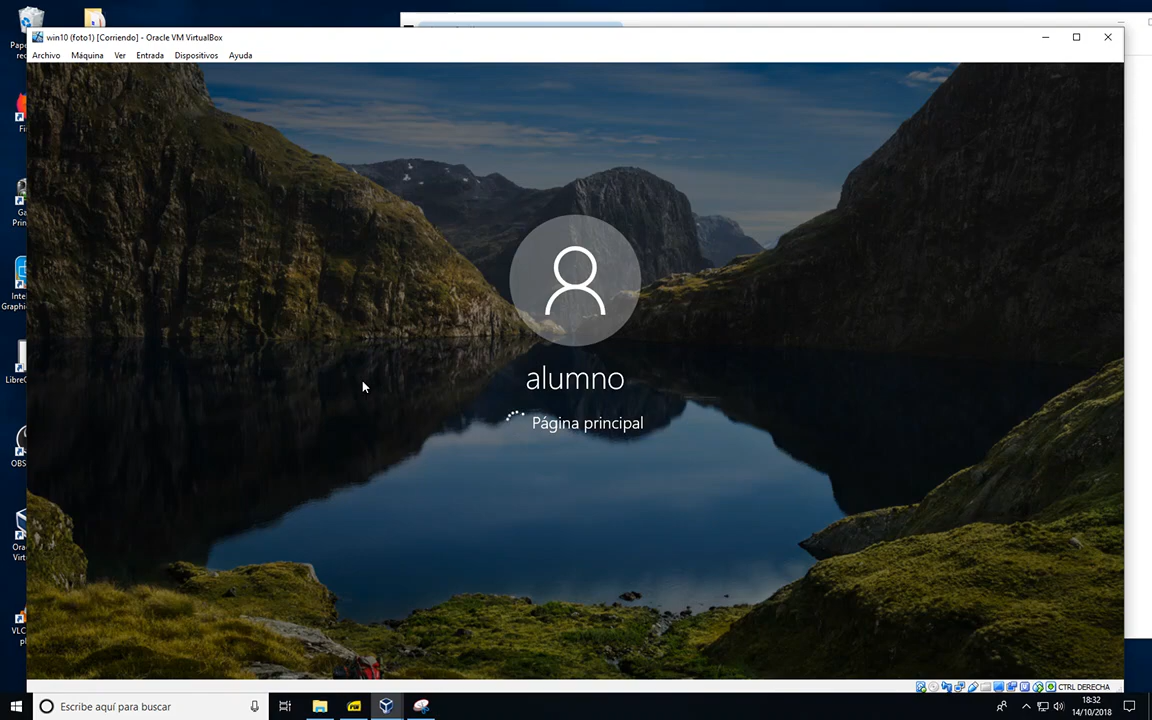 win10 (foto1) [Corriendo] - Oracle VM VirtualBox
Archivo Máquina Ver Entrada Dispositivos Ayuda
alumno
Página principal
CTRL DERECHA
Escribe aquí para buscar
18:32
14/10/2018